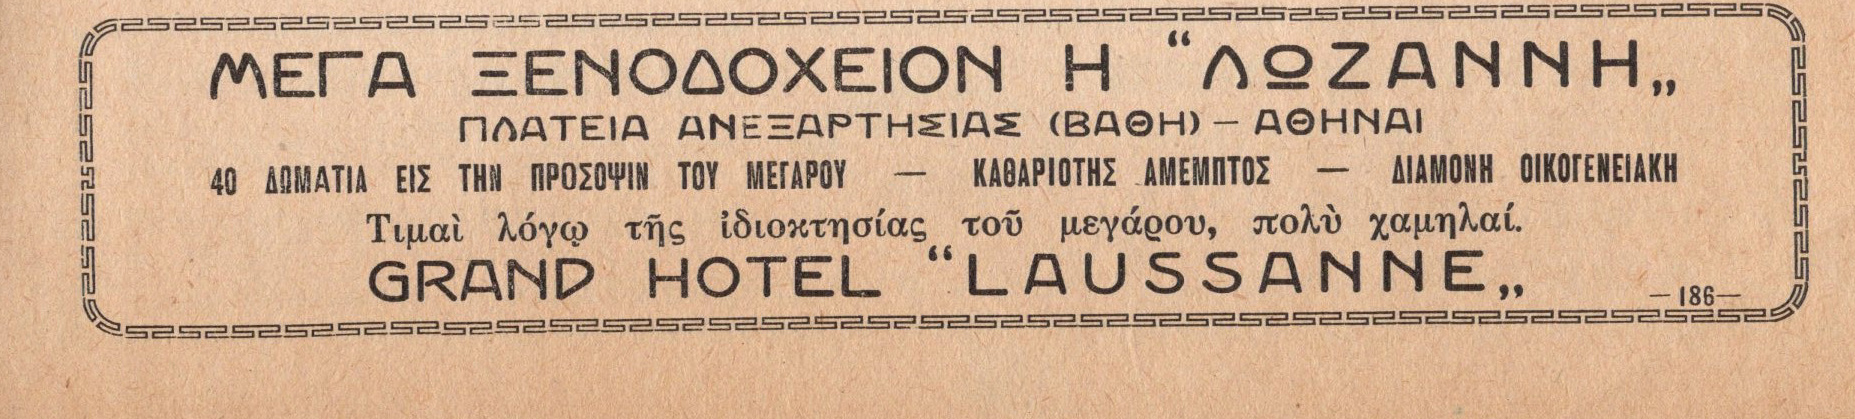 ΜΕΓΑ ΞΕΝΟΔΟΧΕΙΟΝ Η “ΛΩΖΑΝΝΗ„
ΠΛΑΤΕΙΑ ΑΝΕΞΑΡΤΗΣΙΑΣ (ΒΑΘΗ) – ΑΘΗΝΑΙ
40 ΔΩΜΑΤΙΑ ΕΙΣ ΤΗΝ ΠΡΟΣΟΨΙΝ ΤΟΥ ΜΕΓΑΡΟΥ — ΚΑΘΑΡΙΟΤΗΣ ΑΜΕΜΠΤΟΣ — ΔΙΑΜΟΝΗ ΟΙΚΟΓΕΝΕΙΑΚΗ
Τιμαὶ λόγῳ τῆς ἰδιοκτησίας τοῦ μεγάρου, πολὺ χαμηλαί.
GRAND HOTEL “LAUSSANNE„
—186—